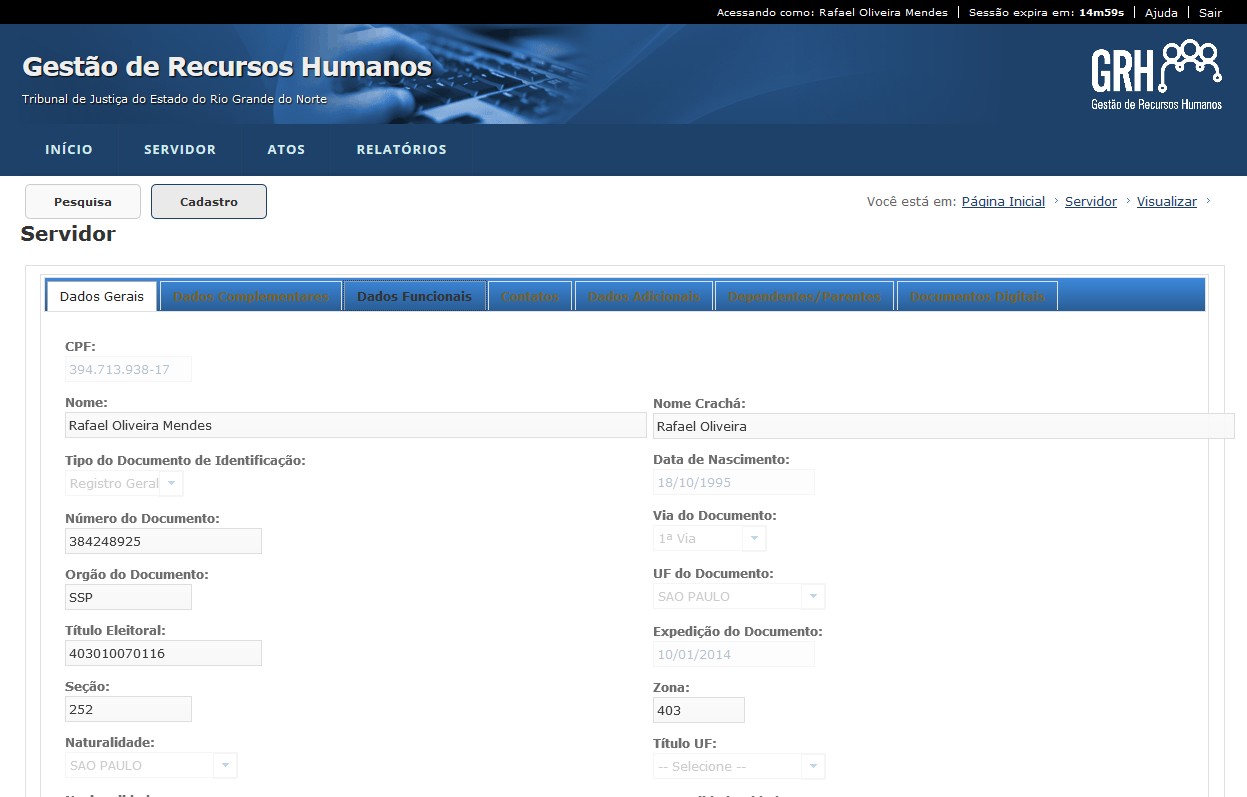 Acessando como: Rafael Oliveira Mendes | Sessão expira em: 14m59s | Ajuda | Sair
Gestão de Recursos Humanos
Tribunal de Justiça do Estado do Rio Grande do Norte
GRH
Gestão de Recursos Humanos
INÍCIO SERVIDOR ATOS RELATÓRIOS
Pesquisa Cadastro
Você está em: Página Inicial > Servidor > Visualizar >
Servidor
Dados Gerais Dados Complementares Dados Funcionais Contatos Dados Adicionais Dependentes/Parentes Documentos Digitais
CPF:
394.713.938-17
Nome: Nome Crachá:
Rafael Oliveira Mendes Rafael Oliveira
Tipo do Documento de Identificação: Data de Nascimento:
Registro Geral 18/10/1995
Número do Documento: Via do Documento:
384248925 1ª Via
Orgão do Documento: UF do Documento:
SSP SAO PAULO
Título Eleitoral: Expedição do Documento:
403010070116 10/01/2014
Seção: Zona:
252 403
Naturalidade: Título UF:
SAO PAULO -- Selecione --